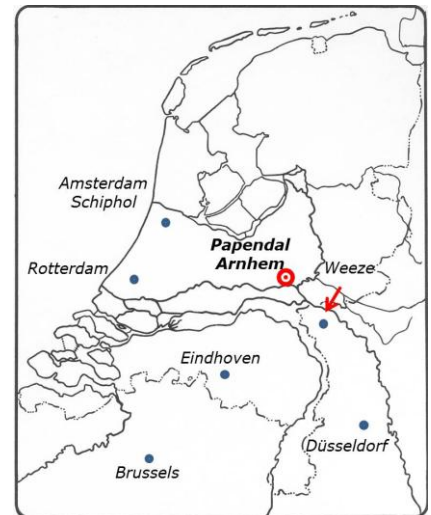 Amsterdam
Schiphol
Papendal
Arnhem
Rotterdam
Weeze
Eindhoven
Düsseldorf
Brussels